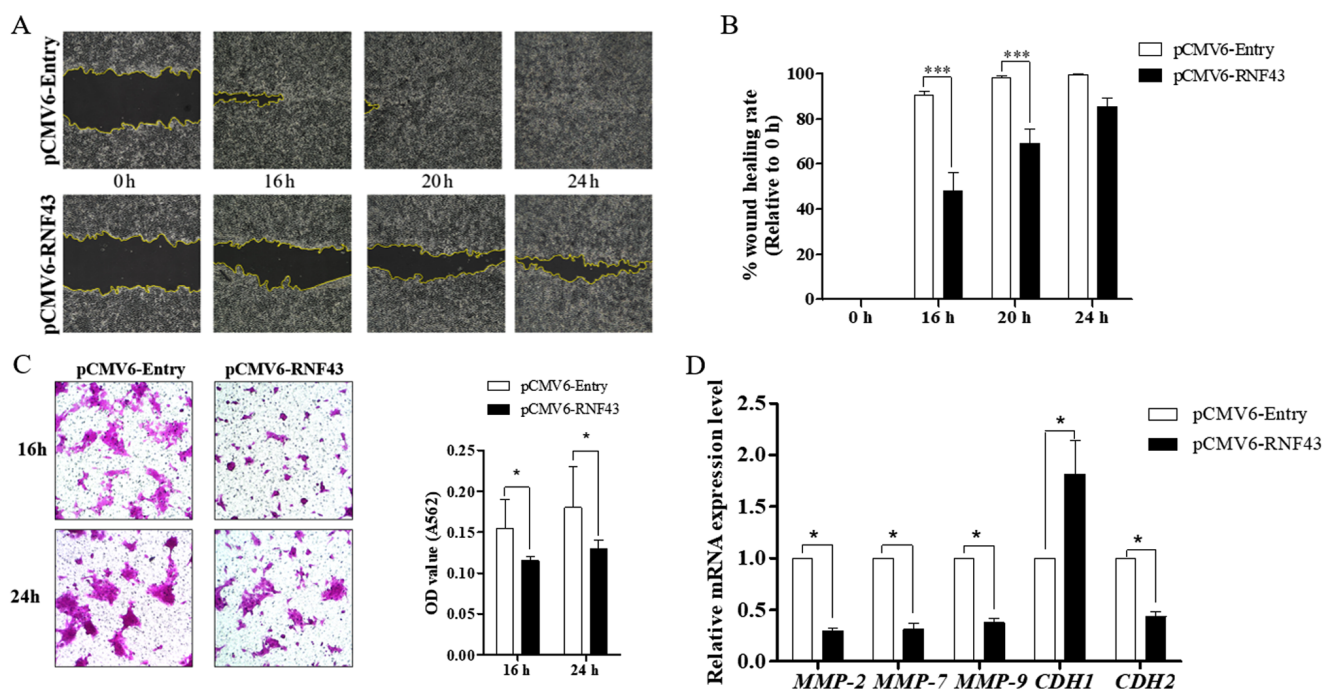 A
pCMV6-Entry
0 h
16 h
20 h
24 h
pCMV6-RNF43
B
pCMV6-Entry
pCMV6-RNF43
% wound healing rate
(Relative to 0 h)
100
80
60
40
20
0
***
***
0 h
16 h
20 h
24 h
C
pCMV6-Entry
pCMV6-RNF43
16h
24h
pCMV6-Entry
pCMV6-RNF43
OD value (A562)
0.25
0.20
0.15
0.10
0.05
0.00
*
*
16 h
24 h
D
pCMV6-Entry
pCMV6-RNF43
Relative mRNA expression level
2.5
2.0
1.5
1.0
0.5
0.0
*
*
*
*
*
MMP-2
MMP-7
MMP-9
CDH1
CDH2